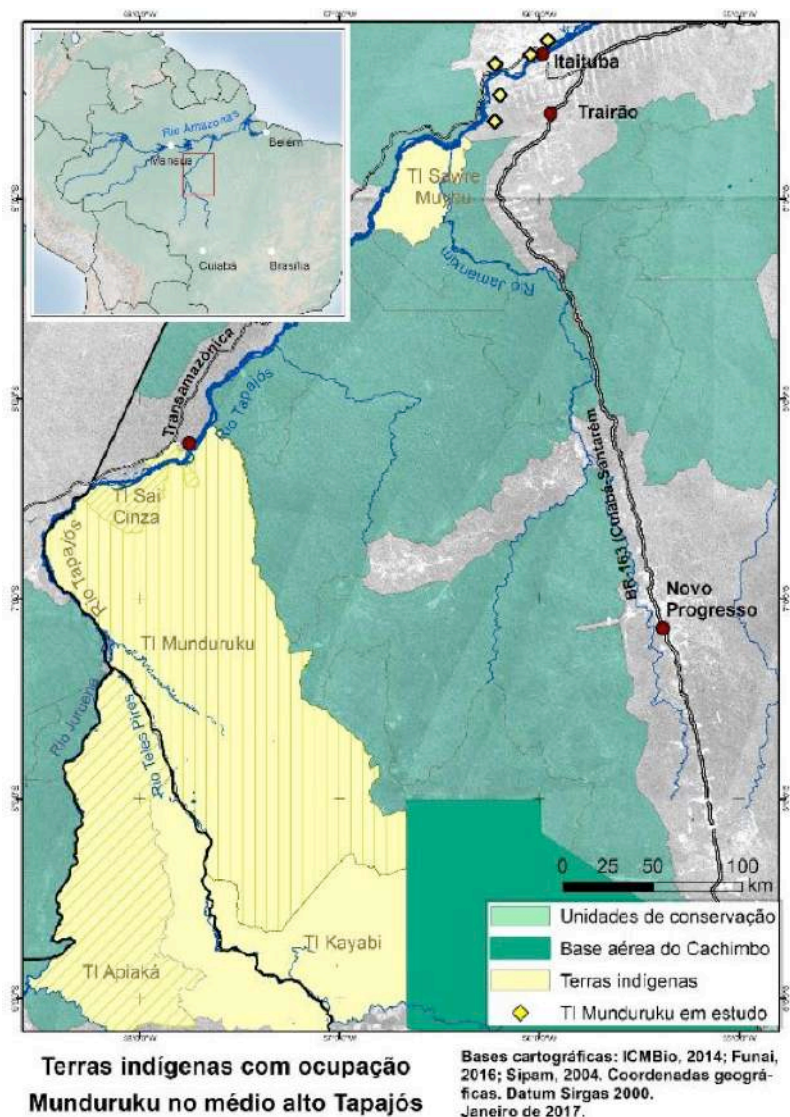 Rio Amazonas
Manaus
Belém
Cuiabá
Brasília
Itaituba
Trairão
TI Sawre
Muybu
Rio Jamanxim
Transamazônica
Rio Tapajós
TI Sai
Cinza
Rio Tapajós
BR-163 (Cuiabá-Santarém
Novo
Progresso
TI Munduruku
Rio Juruena
Rio Teles Pires
TI Kayabi
TI Apiaká
0 25 50 100
km
Unidades de conservação
Base aérea do Cachimbo
Terras indígenas
TI Munduruku em estudo
Terras indígenas com ocupação
Munduruku no médio alto Tapajós
Bases cartográficas: ICMBio, 2014; Funai,
2016; Sipam, 2004. Coordenadas geográ-
ficas. Datum Sirgas 2000.
Janeiro de 2017.